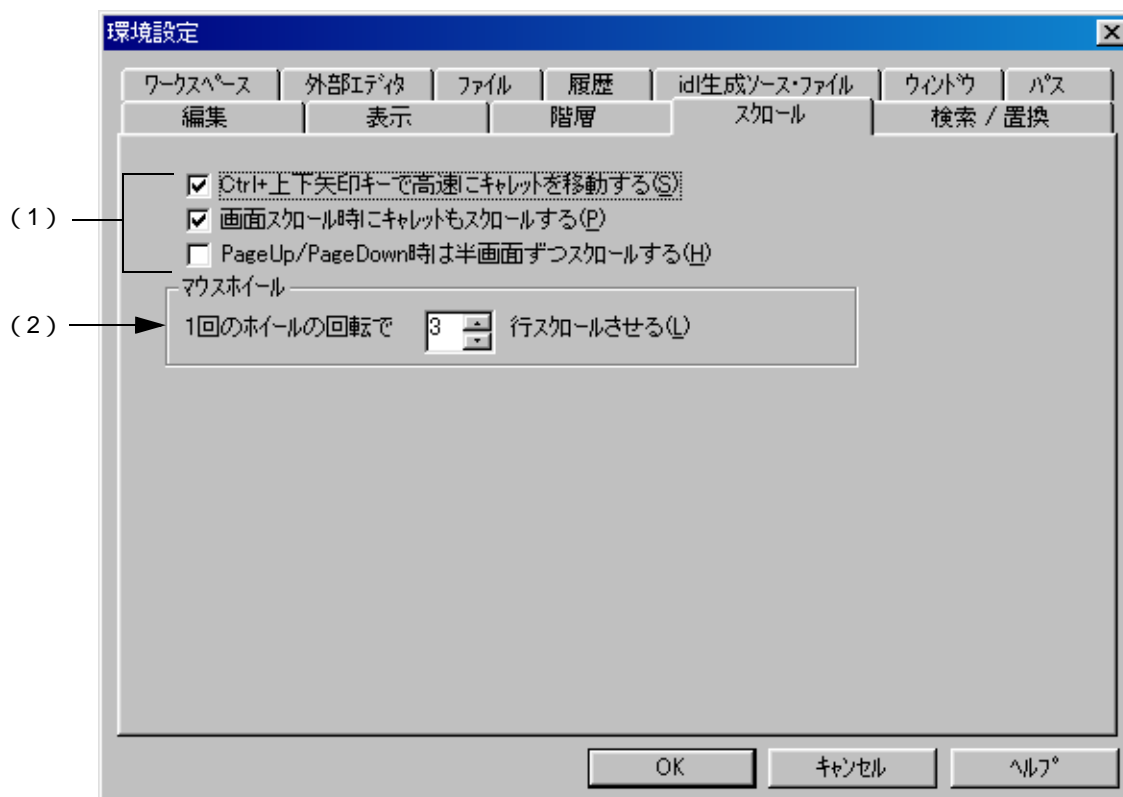 環境設定
ワークスペース 外部エディタ ファイル 履歴 idl生成ソース・ファイル ウィンドウ パス
編集 表示 階層 スクロール 検索 / 置換
(1)
Ctrl+上下矢印キーで高速にキャレットを移動する(S)
画面スクロール時にキャレットもスクロールする(P)
PageUp/PageDown時は半画面ずつスクロールする(H)
マウスホイール
(2)
1回のホイールの回転で 3 行スクロールさせる(L)
OK キャンセル ヘルプ